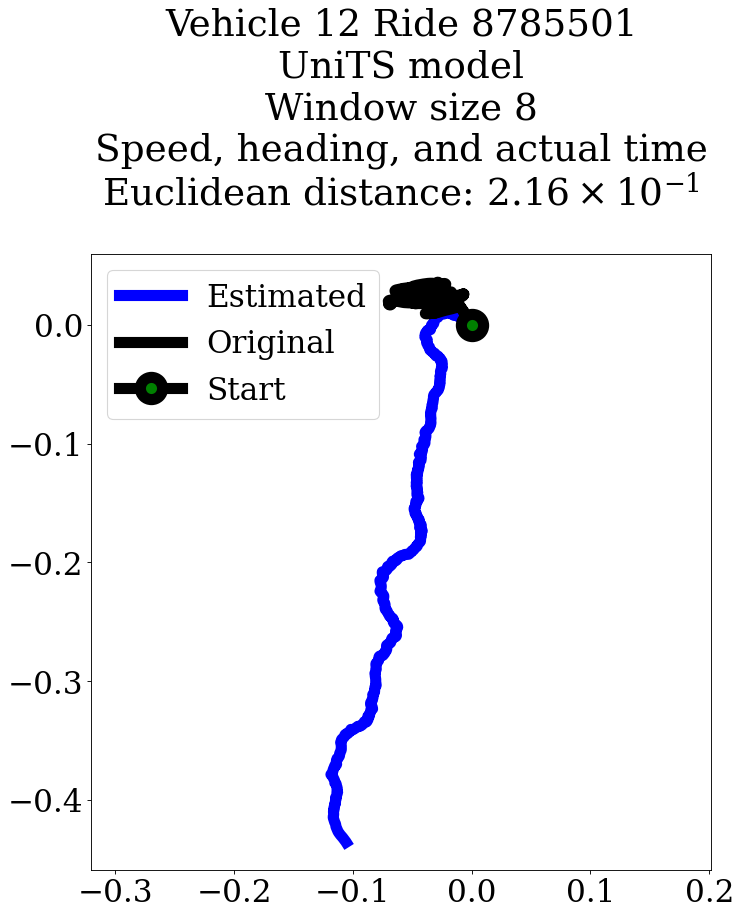 Vehicle 12 Ride 8785501
UniTS model
Window size 8
Speed, heading, and actual time
Euclidean distance: 2.16 × 10⁻¹
Estimated
Original
Start
0.0
−0.1
−0.2
−0.3
−0.4
−0.3 −0.2 −0.1 0.0 0.1 0.2